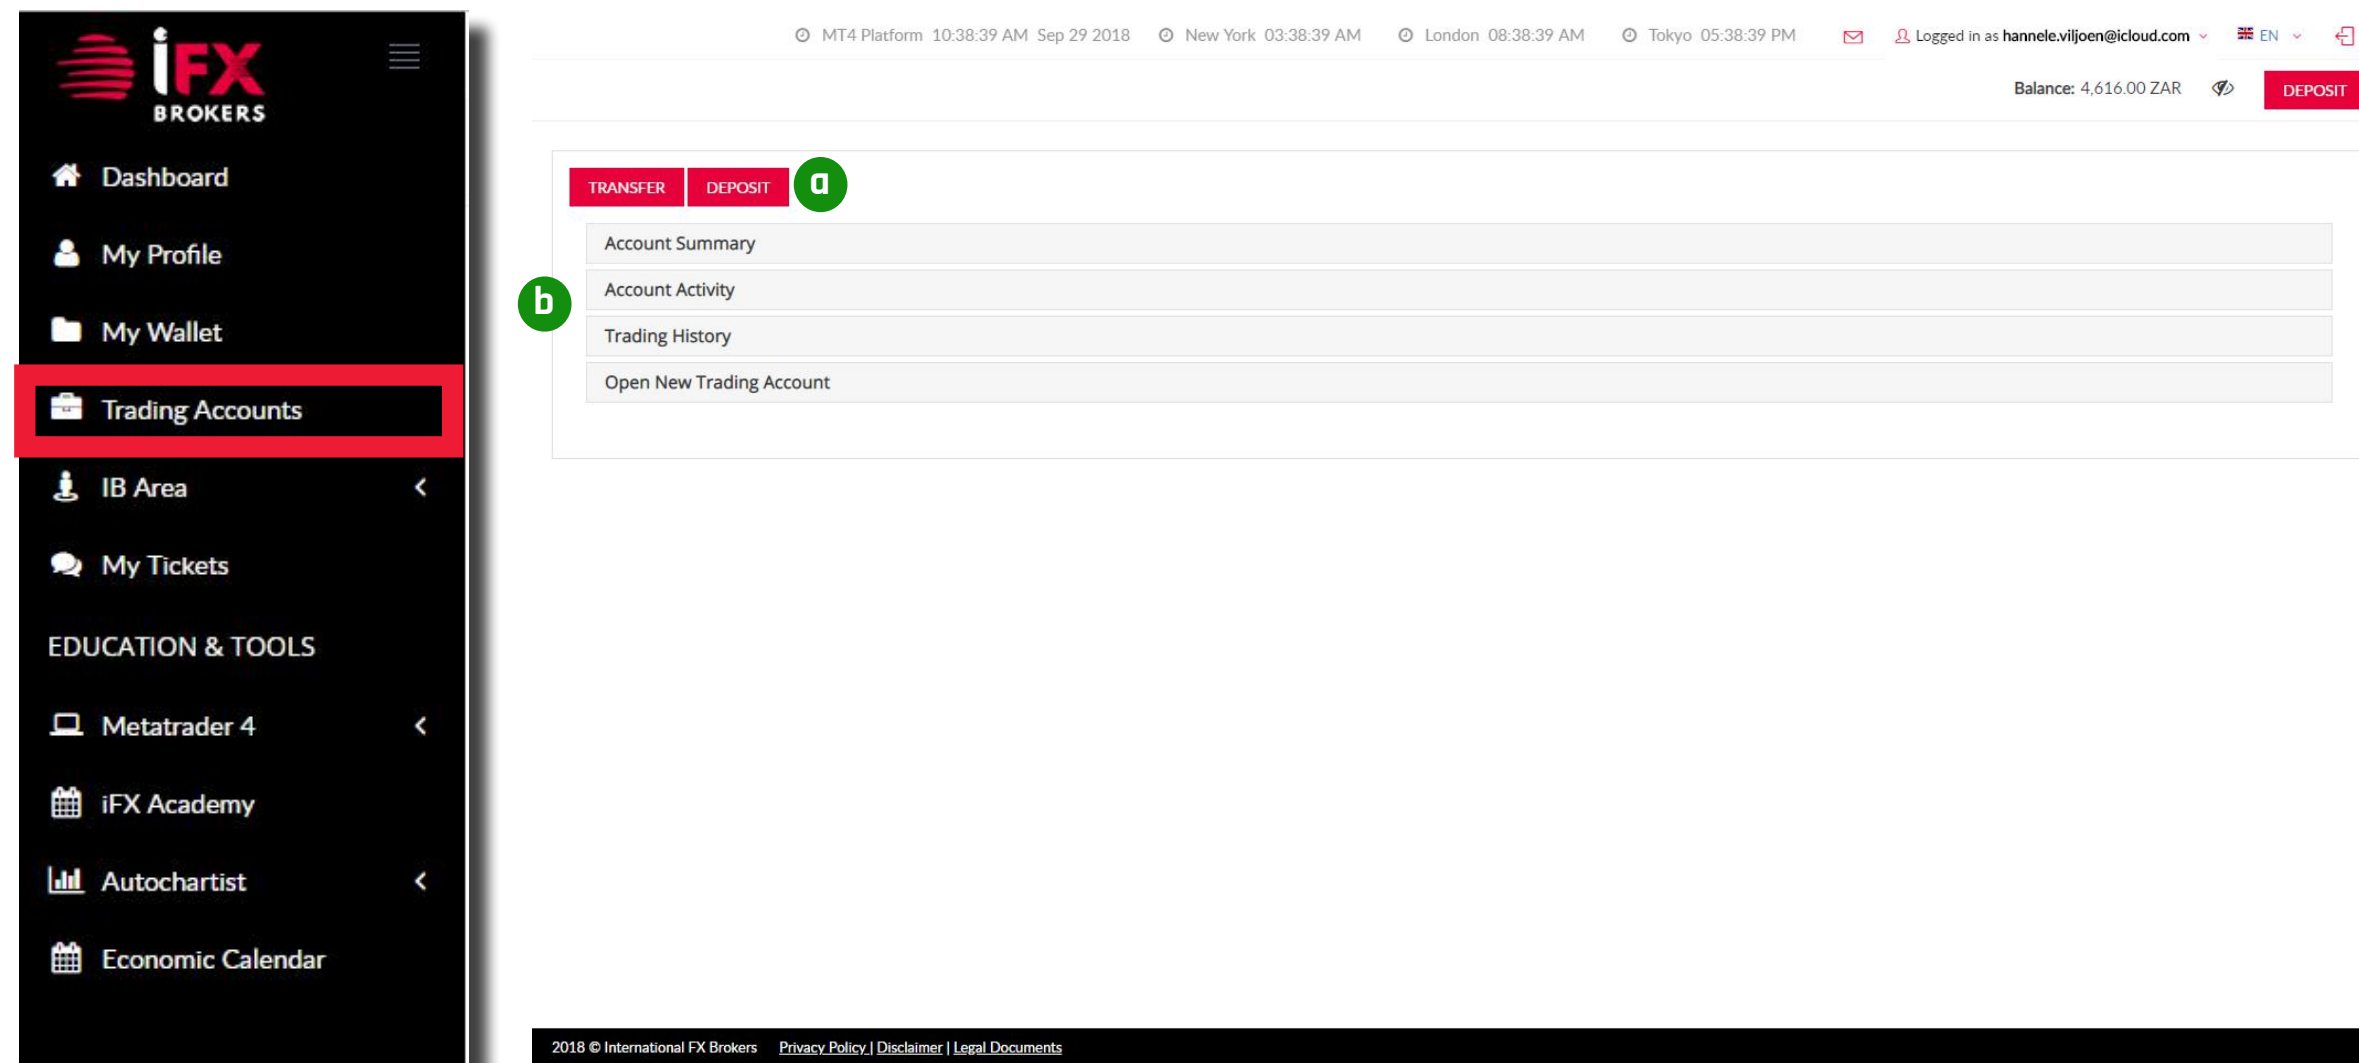 iFX
BROKERS
Dashboard
My Profile
My Wallet
Trading Accounts
IB Area
My Tickets
EDUCATION & TOOLS
Metatrader 4
iFX Academy
Autochartist
Economic Calendar
MT4 Platform 10:38:39 AM Sep 29 2018 New York 03:38:39 AM London 08:38:39 AM Tokyo 05:38:39 PM Logged in as hannele.viljoen@icloud.com EN
Balance: 4,616.00 ZAR DEPOSIT
TRANSFER DEPOSIT a
Account Summary
b
Account Activity
Trading History
Open New Trading Account
2018 © International FX Brokers Privacy Policy | Disclaimer | Legal Documents